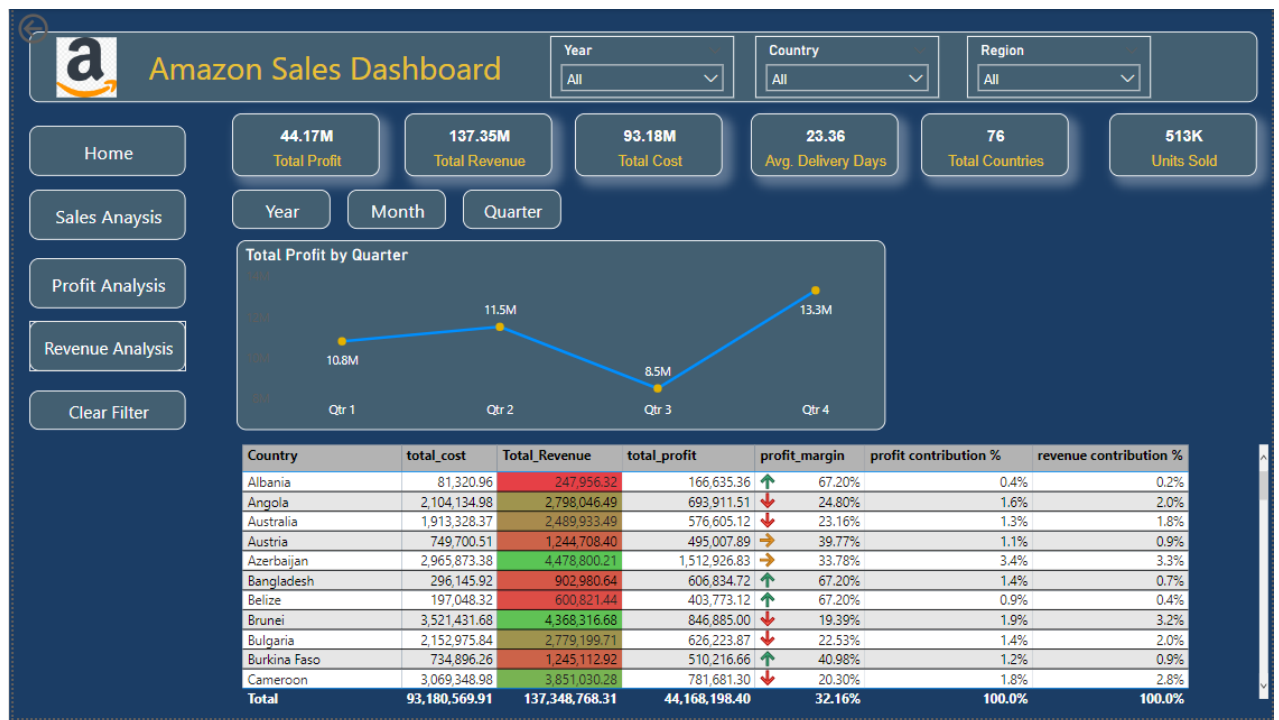 a
Amazon Sales Dashboard
Year
All
Country
All
Region
All
Home
Sales Anaysis
Profit Analysis
Revenue Analysis
Clear Filter
44.17M
Total Profit
137.35M
Total Revenue
93.18M
Total Cost
23.36
Avg. Delivery Days
76
Total Countries
513K
Units Sold
Year Month Quarter
Total Profit by Quarter
10.8M
11.5M
8.5M
13.3M
Qtr 1 Qtr 2 Qtr 3 Qtr 4
Country total_cost Total_Revenue total_profit profit_margin profit contribution % revenue contribution %
Albania 81,320.96 247,956.32 166,635.36 67.20% 0.4% 0.2%
Angola 2,104,134.98 2,798,046.49 693,911.51 24.80% 1.6% 2.0%
Australia 1,913,328.37 2,489,933.49 576,605.12 23.16% 1.3% 1.8%
Austria 749,700.51 1,244,708.40 495,007.89 39.77% 1.1% 0.9%
Azerbaijan 2,965,873.38 4,478,800.21 1,512,926.83 33.78% 3.4% 3.3%
Bangladesh 296,145.92 902,980.64 606,834.72 67.20% 1.4% 0.7%
Belize 197,048.32 600,821.44 403,773.12 67.20% 0.9% 0.4%
Brunei 3,521,431.68 4,368,316.68 846,885.00 19.39% 1.9% 3.2%
Bulgaria 2,152,975.84 2,779,199.71 626,223.87 22.53% 1.4% 2.0%
Burkina Faso 734,896.26 1,245,112.92 510,216.66 40.98% 1.2% 0.9%
Cameroon 3,069,348.98 3,851,030.28 781,681.30 20.30% 1.8% 2.8%
Total 93,180,569.91 137,348,768.31 44,168,198.40 32.16% 100.0% 100.0%